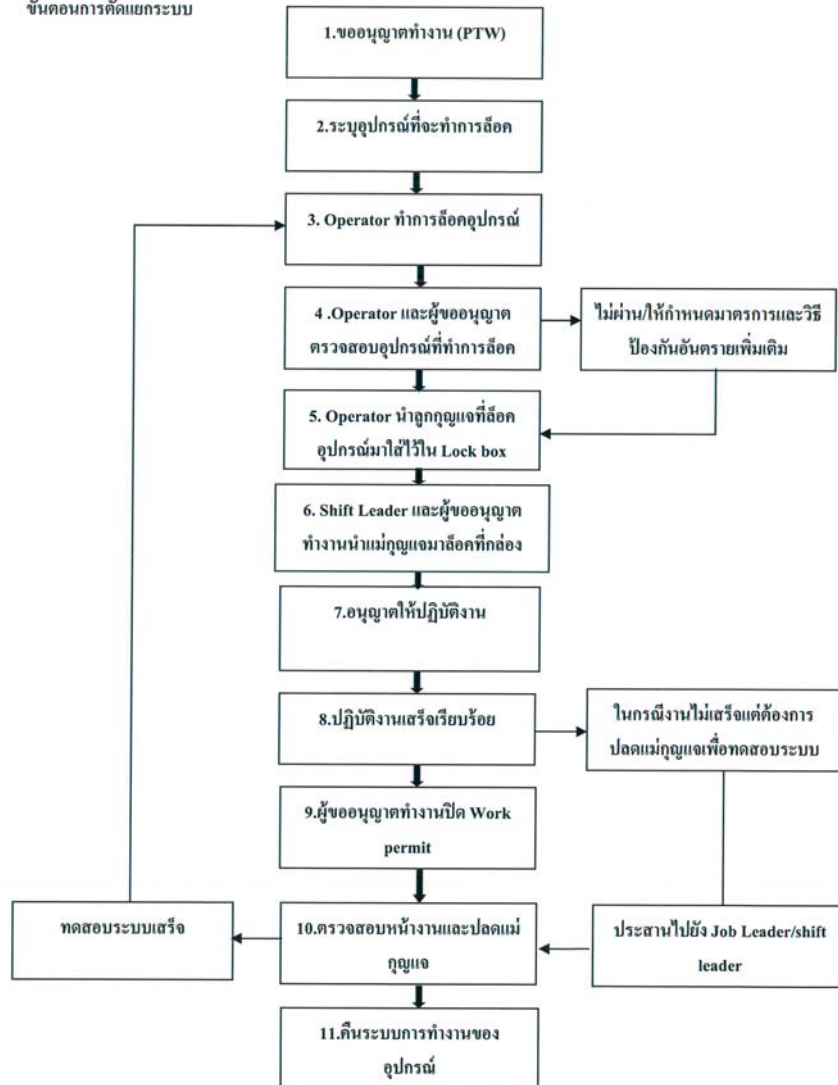 ขั้นตอนการตัดแยกระบบ
1.ขออนุญาตทำงาน (PTW)
2.ระบุอุปกรณ์ที่จะทำการล็อค
3. Operator ทำการล็อคอุปกรณ์
4 .Operator และผู้ขออนุญาต
ตรวจสอบอุปกรณ์ที่ทำการล็อค
ไม่ผ่าน/ให้กำหนดมาตรการและวิธี
ป้องกันอันตรายเพิ่มเติม
5. Operator นำลูกกุญแจที่ล็อค
อุปกรณ์มาใส่ไว้ใน Lock box
6. Shift Leader และผู้ขออนุญาต
ทำงานนำแม่กุญแจมาล็อคที่กล่อง
7.อนุญาตให้ปฏิบัติงาน
8.ปฏิบัติงานเสร็จเรียบร้อย
ในกรณีงานไม่เสร็จแต่ต้องการ
ปลดแม่กุญแจเพื่อทดสอบระบบ
9.ผู้ขออนุญาตทำงานปิด Work
permit
ทดสอบระบบเสร็จ
10.ตรวจสอบหน้างานและปลดแม่
กุญแจ
ประสานไปยัง Job Leader/shift
leader
11.คืนระบบการทำงานของ
อุปกรณ์